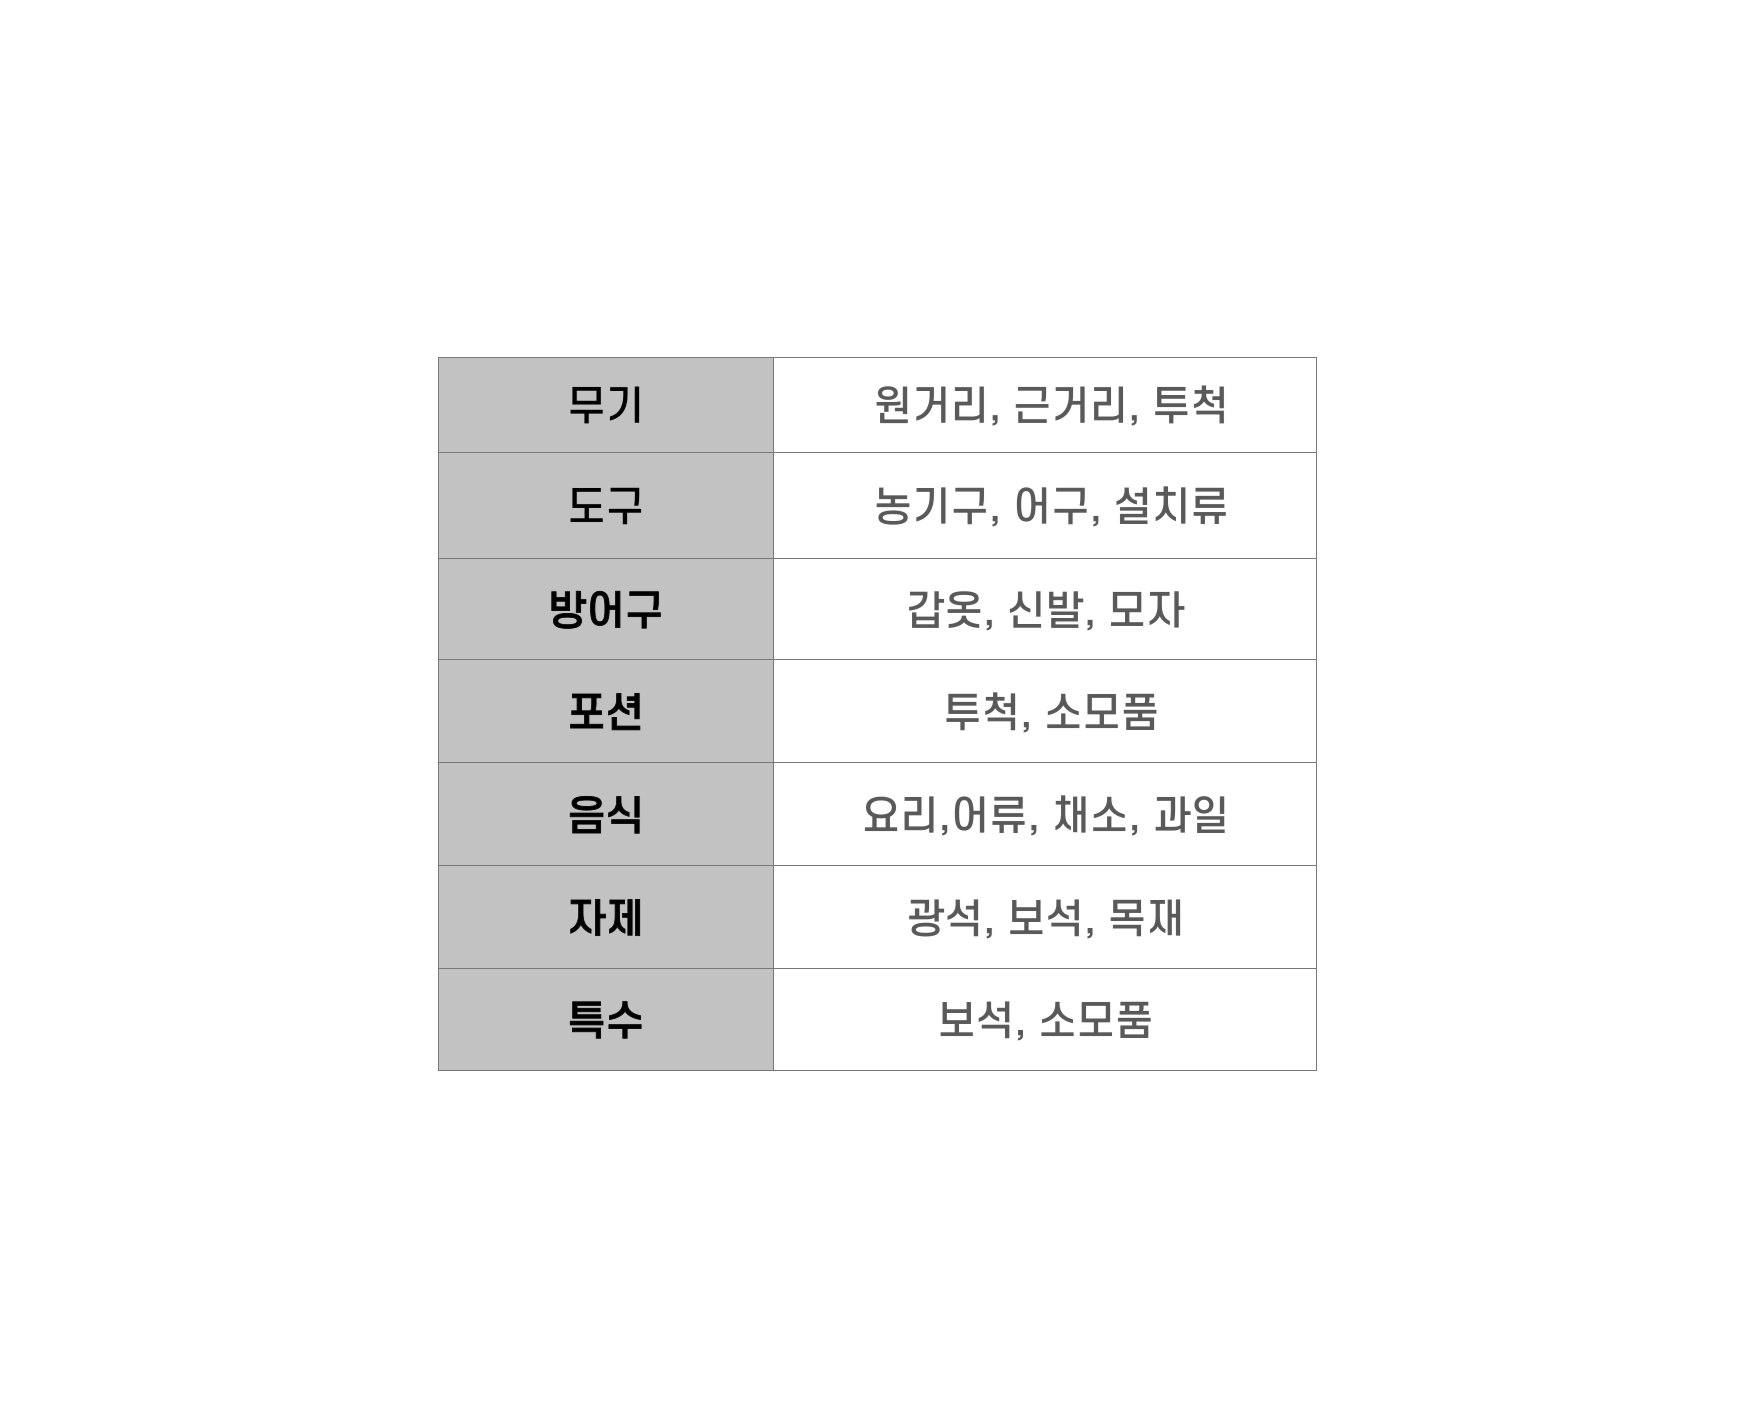 무기 원거리, 근거리, 투척
도구 농기구, 어구, 설치류
방어구 갑옷, 신발, 모자
포션 투척, 소모품
음식 요리,어류, 채소, 과일
자제 광석, 보석, 목재
특수 보석, 소모품